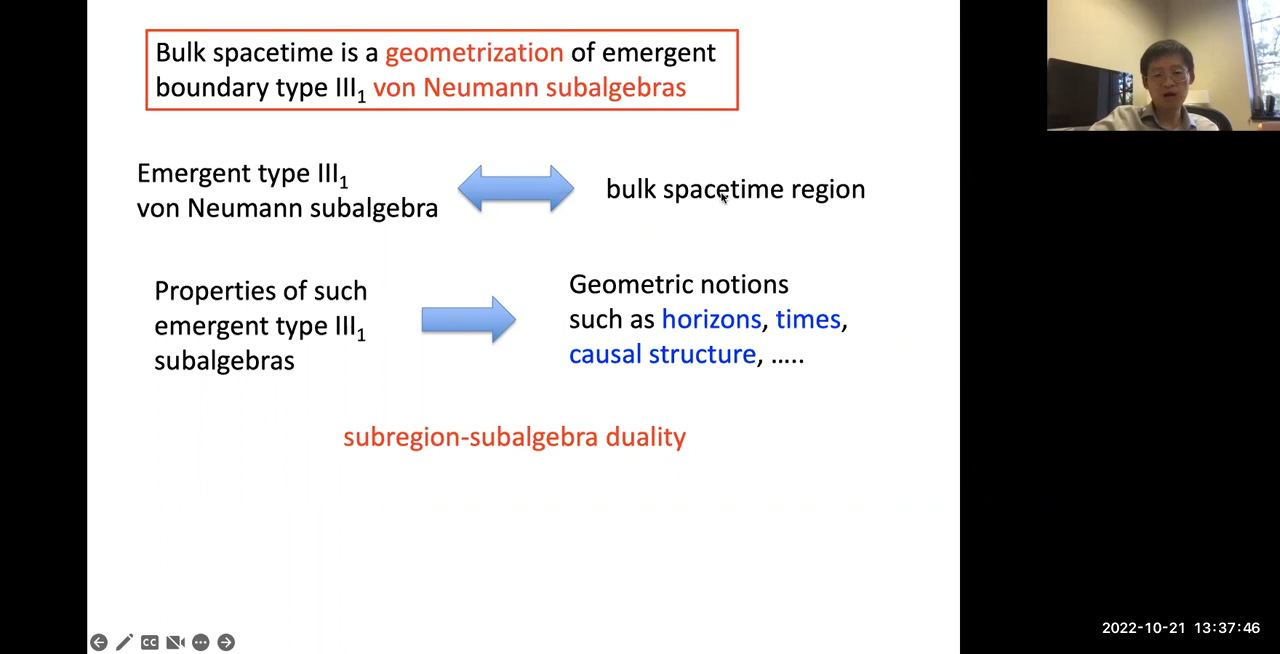 Bulk spacetime is a geometrization of emergent
boundary type III₁ von Neumann subalgebras
Emergent type III₁
von Neumann subalgebra
bulk spacetime region
Properties of such
emergent type III₁
subalgebras
Geometric notions
such as horizons, times,
causal structure, .....
subregion-subalgebra duality
CC
2022-10-21 13:37:46